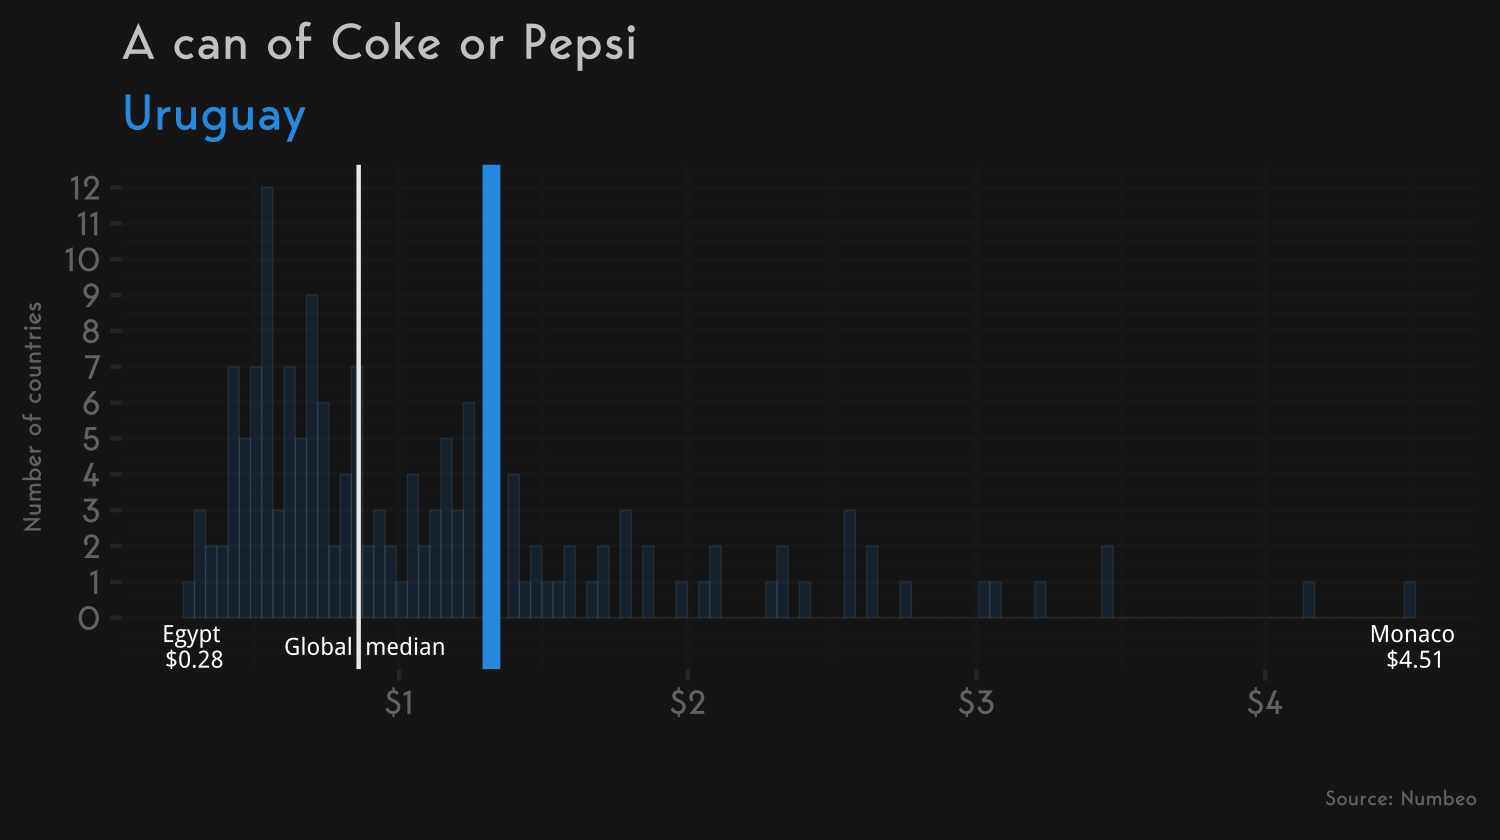 A can of Coke or Pepsi
Uruguay
Number of countries
12
11
10
9
8
7
6
5
4
3
2
1
0
Egypt
$0.28
Global median
Monaco
$4.51
$1 $2 $3 $4
Source: Numbeo